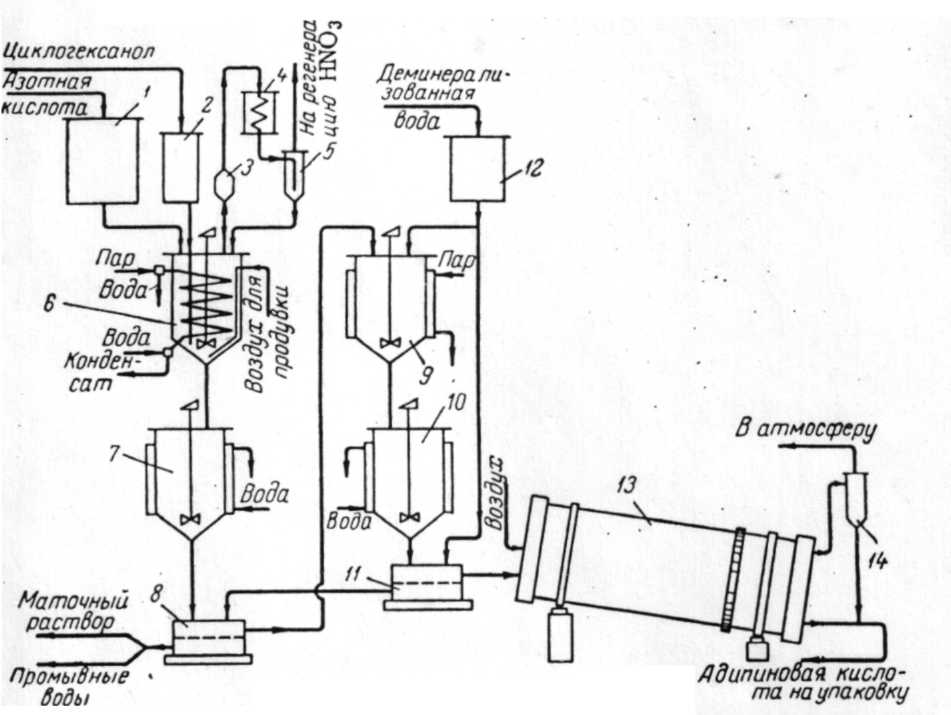 Циклогексанол
Азотная
кислота
1
2
3
4
5
На регенера
цию HNO3
Деминерали-
зованная
вода
12
Пар
Вода
6
Вода
Конден-
сат
Воздух для
продувки
Пар
9
7
Вода
10
Вода
Воздух
13
В атмосферу
14
11
8
Маточный
раствор
Промывные
воды
Адипиновая кисло-
та на упаковку